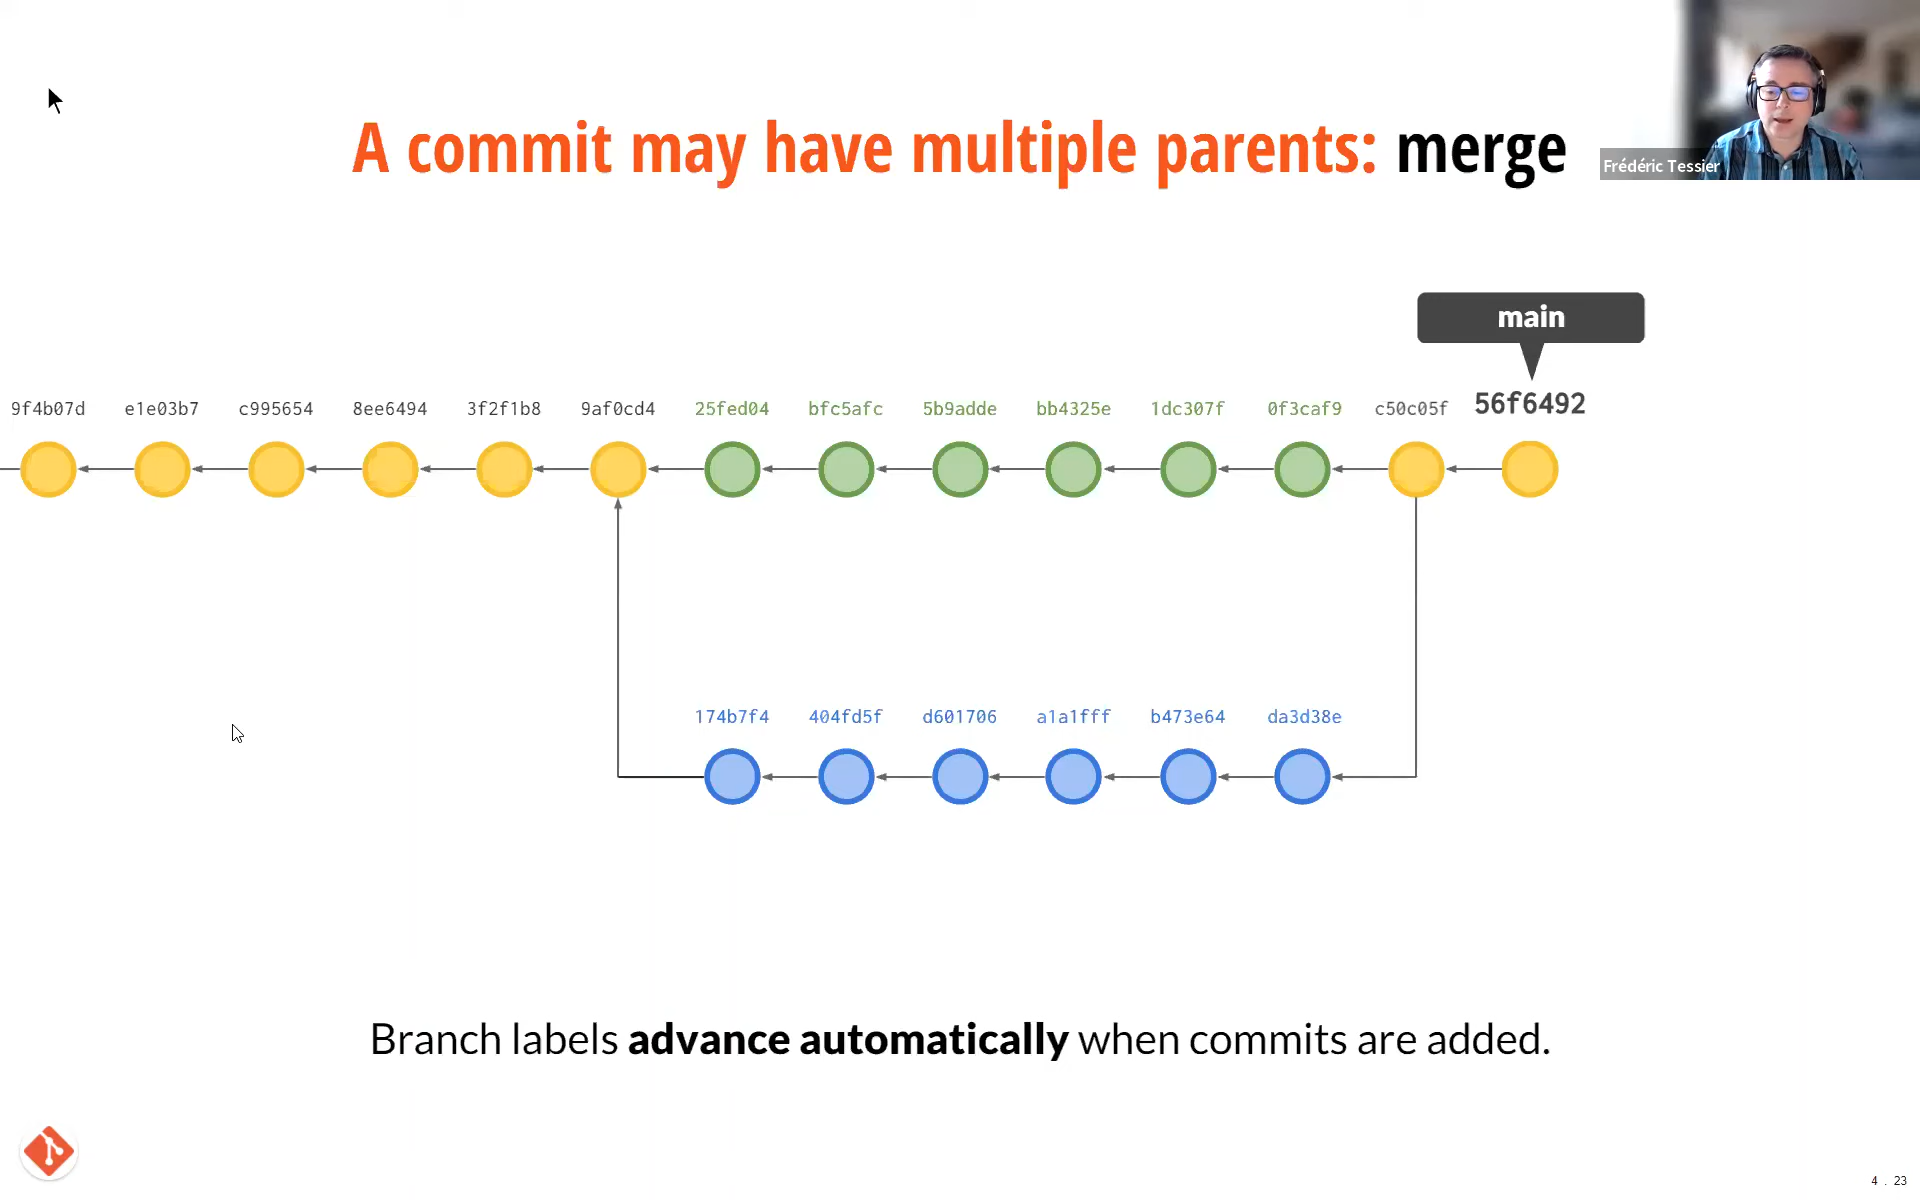 A commit may have multiple parents: merge
Frédéric Tessier
main
9f4b07d e1e03b7 c995654 8ee6494 3f2f1b8 9af0cd4 25fed04 bfc5afc 5b9adde bb4325e 1dc307f 0f3caf9 c50c05f 56f6492
174b7f4 404fd5f d601706 a1a1fff b473e64 da3d38e
Branch labels advance automatically when commits are added.
4 . 23